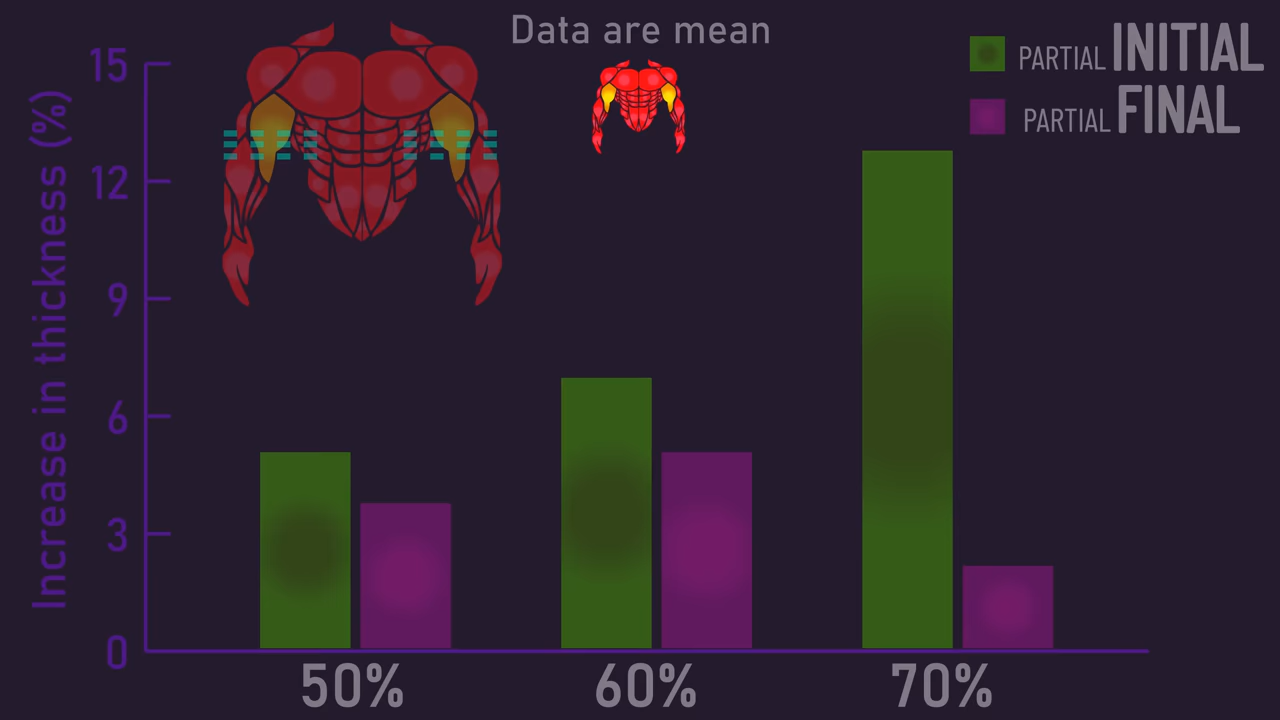 Data are mean
PARTIAL INITIAL
PARTIAL FINAL
Increase in thickness (%)
15
12
9
6
3
0
50%
60%
70%